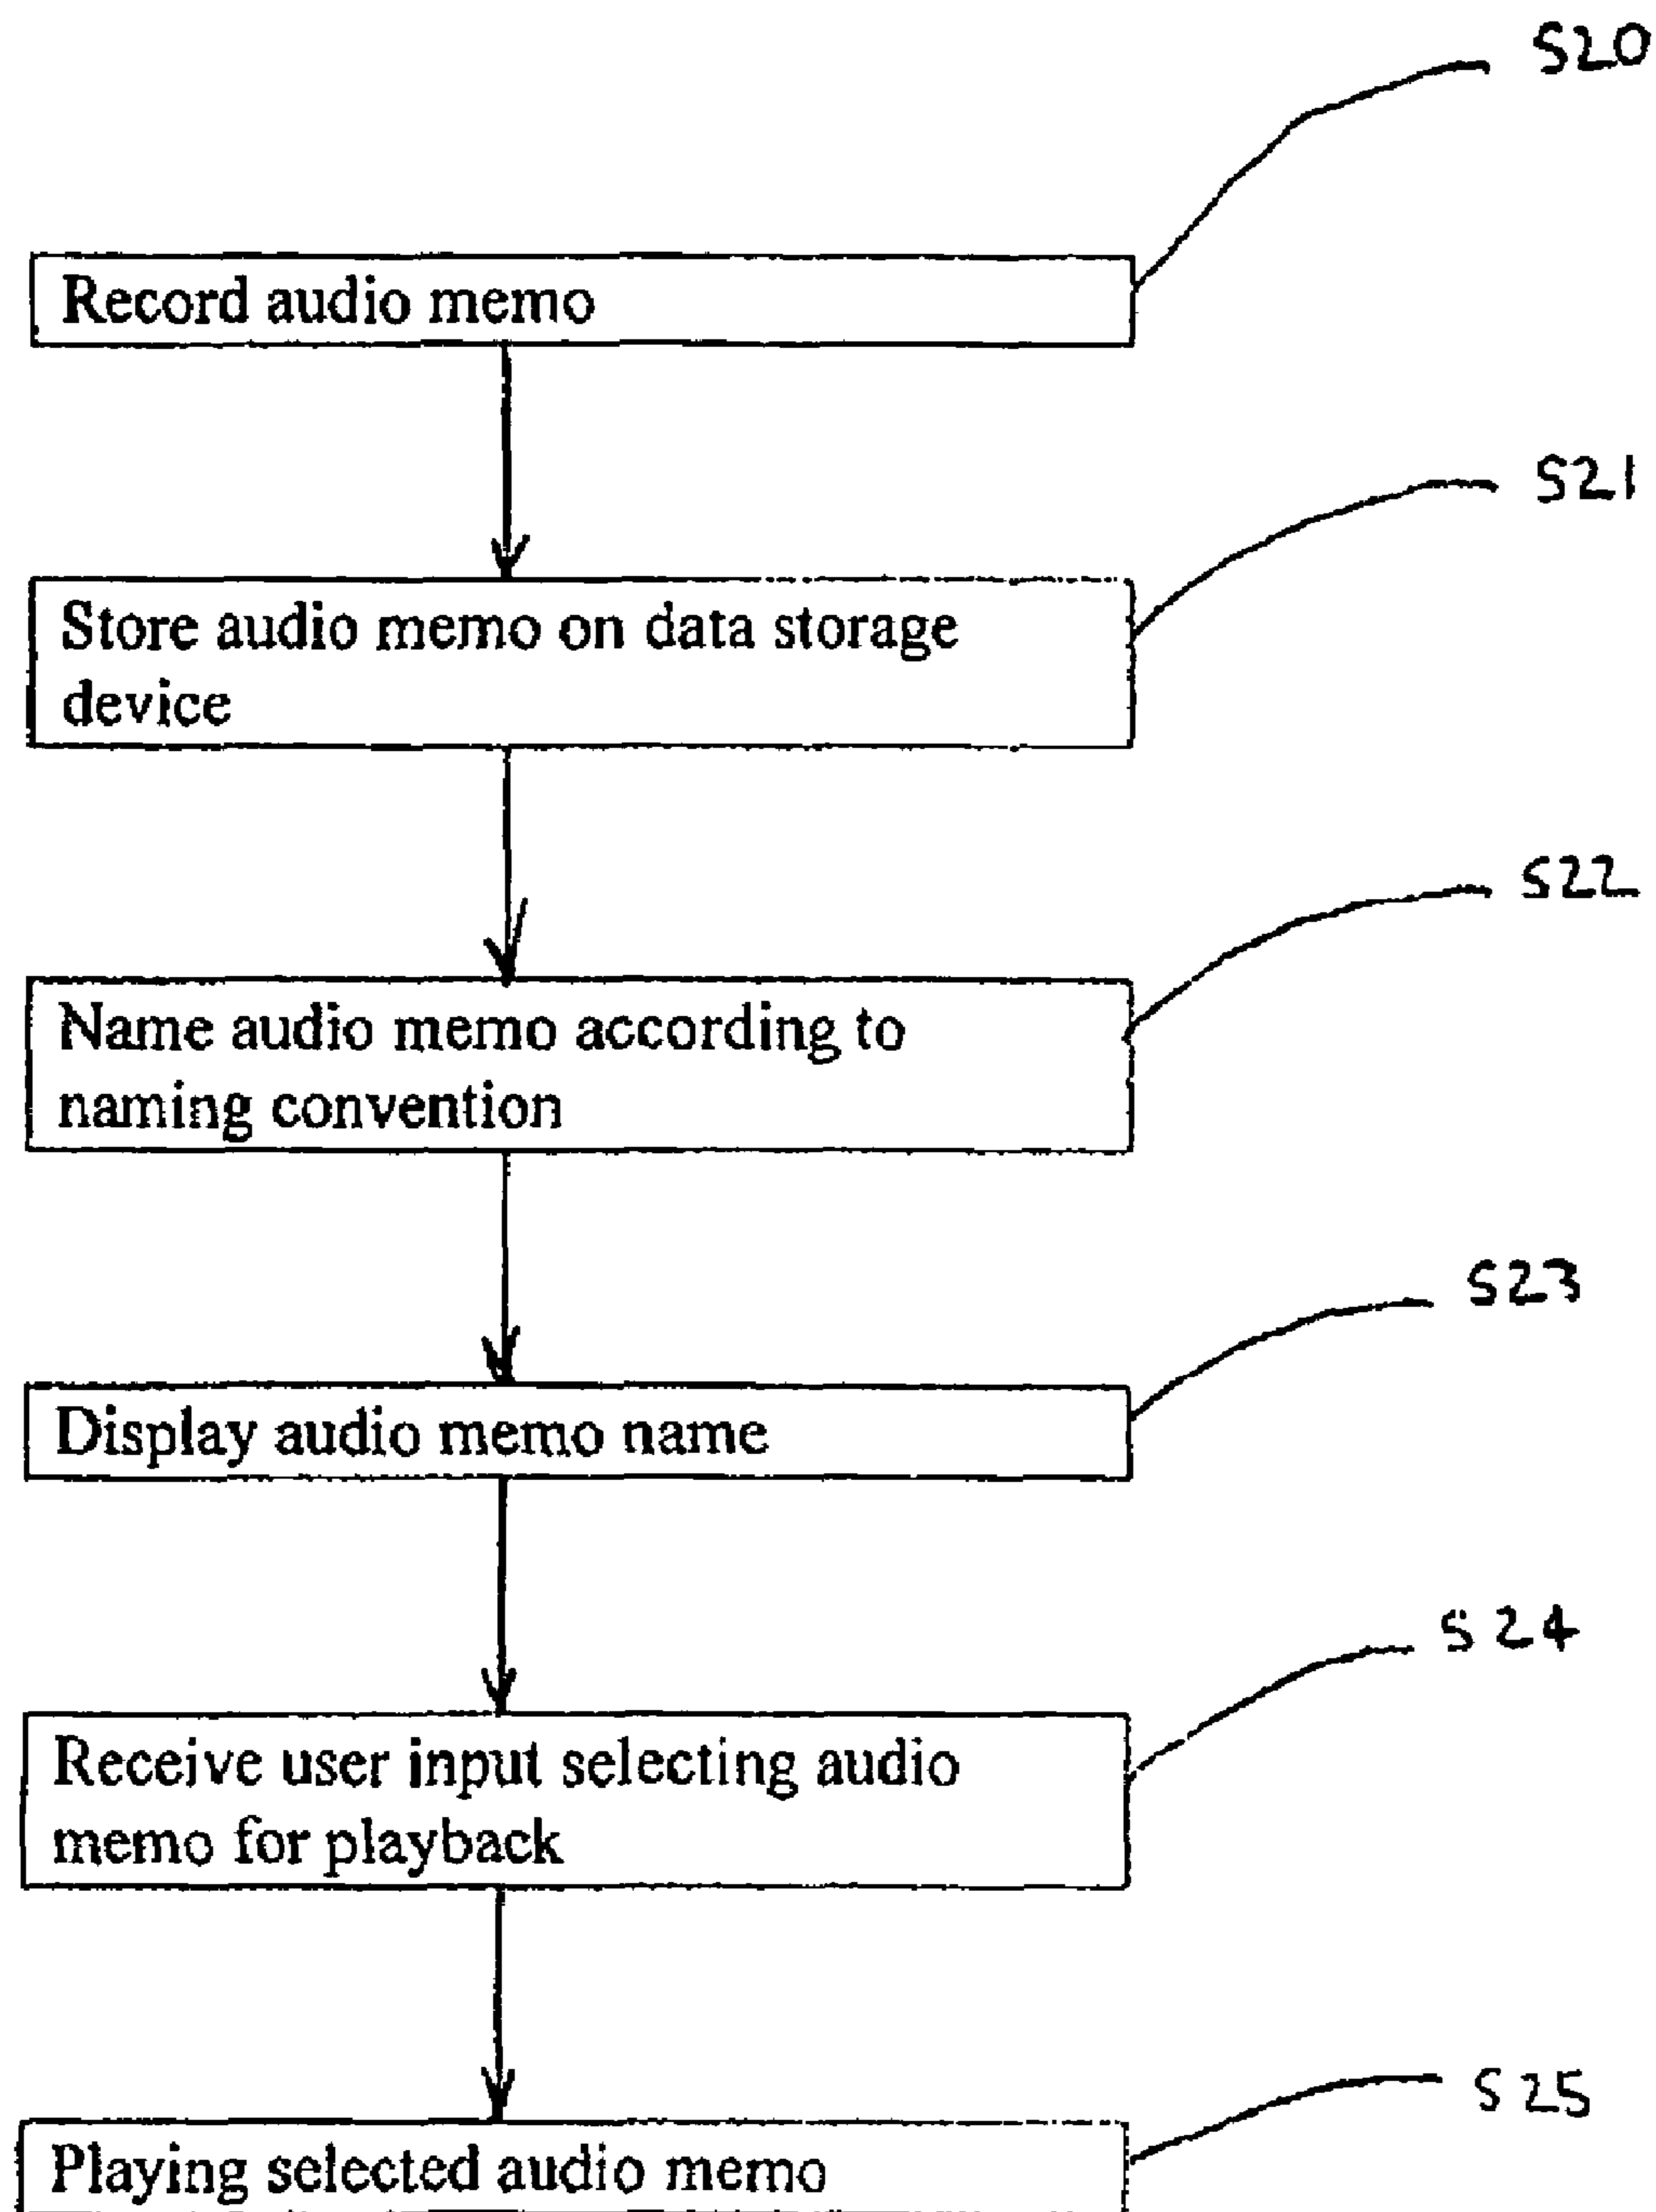 S20
Record audio memo
S21
Store audio memo on data storage
device
S22
Name audio memo according to
naming convention
S23
Display audio memo name
S24
Receive user input selecting audio
memo for playback
S25
Playing selected audio memo